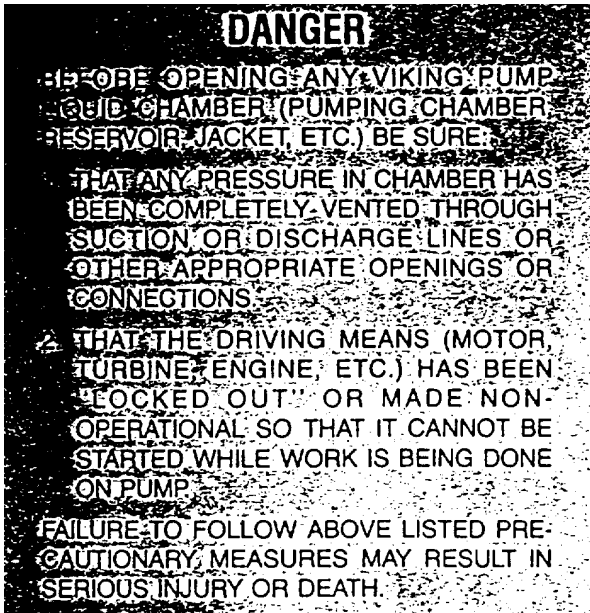 DANGER
BEFORE OPENING ANY VIKING PUMP
LIQUID CHAMBER (PUMPING CHAMBER,
RESERVOIR, JACKET, ETC.) BE SURE:
THAT ANY PRESSURE IN CHAMBER HAS
BEEN COMPLETELY VENTED THROUGH
SUCTION OR DISCHARGE LINES OR
OTHER APPROPRIATE OPENINGS OR
CONNECTIONS.
2. THAT THE DRIVING MEANS (MOTOR,
TURBINE, ENGINE, ETC.) HAS BEEN
"LOCKED OUT" OR MADE NON-
OPERATIONAL SO THAT IT CANNOT BE
STARTED WHILE WORK IS BEING DONE
ON PUMP.
FAILURE TO FOLLOW ABOVE LISTED PRE-
CAUTIONARY MEASURES MAY RESULT IN
SERIOUS INJURY OR DEATH.